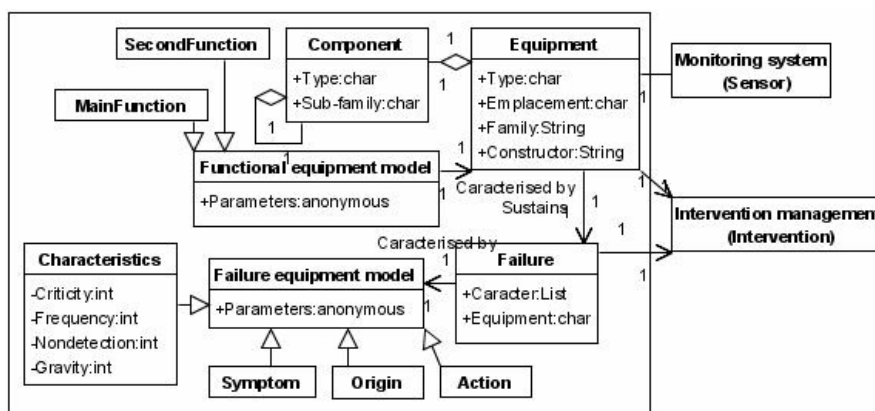 SecondFunction
MainFunction
Component
+Type:char
+Sub-family:char
1
1
1
1
Equipment
+Type:char
+Emplacement:char
+Family:String
+Constructor:String
Monitoring system
(Sensor)
1
Functional equipment model
+Parameters:anonymous
1
1
Caracterised by
Sustains
1
1
1
1
Intervention management
(Intervention)
Caracterised by
Characteristics
-Criticity:int
-Frequency:int
-Nondetection:int
-Gravity:int
Failure equipment model
+Parameters:anonymous
1
1
Failure
+Caracter:List
+Equipment:char
1
1
Symptom
Origin
Action